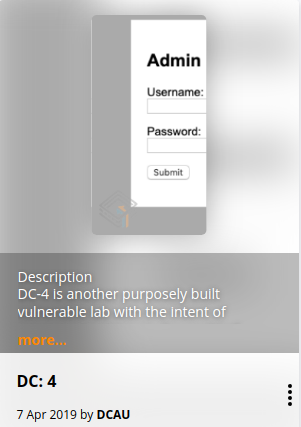 Admin
Username:
Password:
Submit
Description
DC-4 is another purposely built
vulnerable lab with the intent of
more...
DC: 4
7 Apr 2019 by DCAU